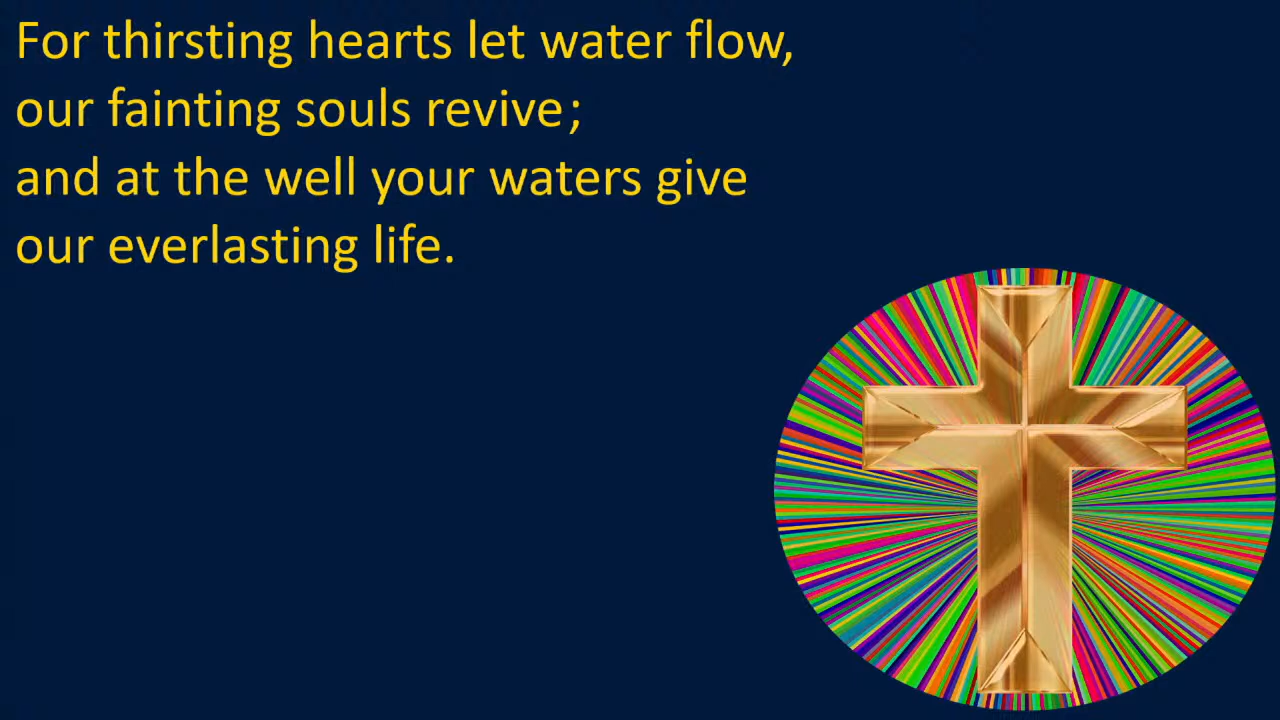 For thirsting hearts let water flow,
our fainting souls revive;
and at the well your waters give
our everlasting life.